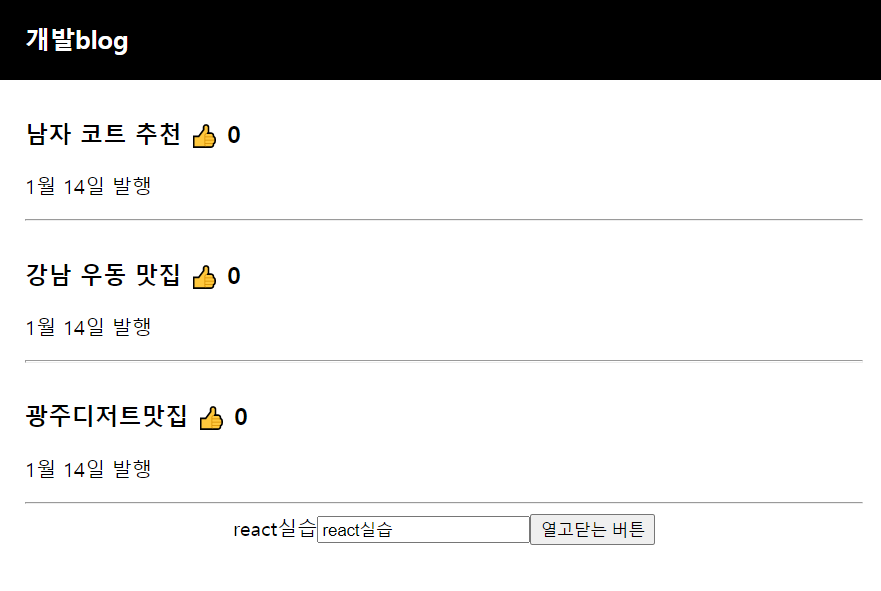 개발blog
남자 코트 추천 👍 0
1월 14일 발행
강남 우동 맛집 👍 0
1월 14일 발행
광주디저트맛집 👍 0
1월 14일 발행
react실습 react실습 열고닫는 버튼